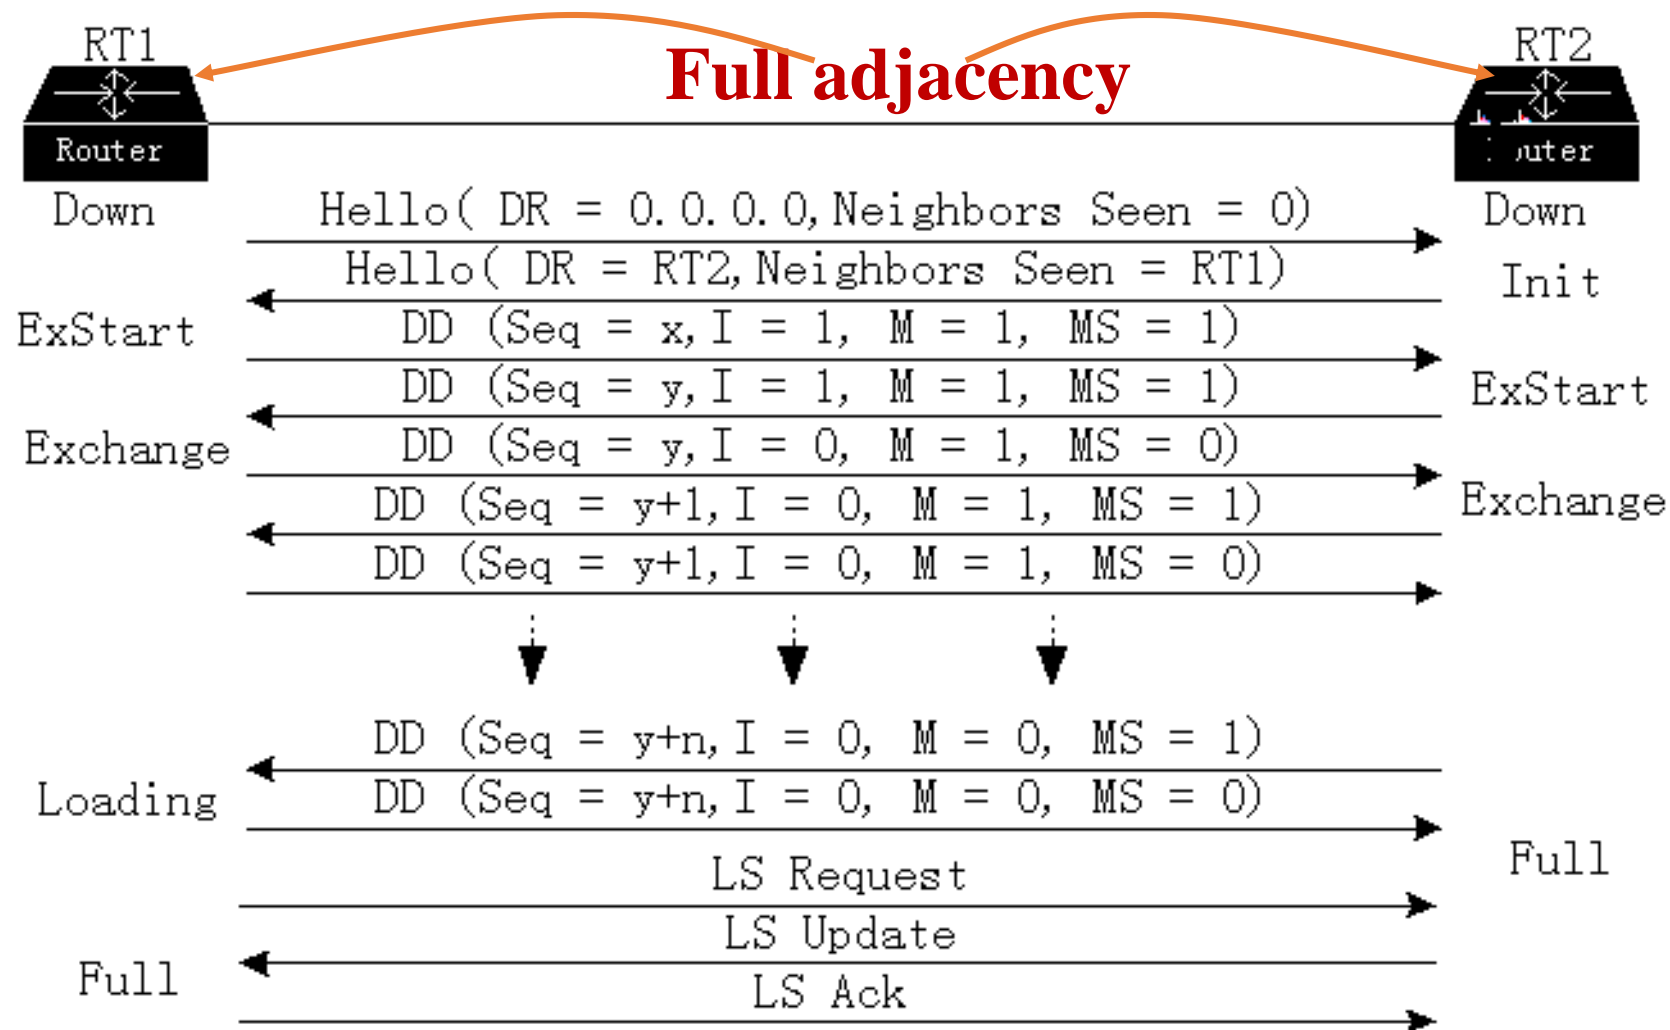 RT1
Full adjacency
RT2
Router
Down
Hello( DR = 0.0.0.0,Neighbors Seen = 0)
Down
Hello( DR = RT2,Neighbors Seen = RT1)
Init
ExStart
DD (Seq = x,I = 1, M = 1, MS = 1)
DD (Seq = y,I = 1, M = 1, MS = 1)
ExStart
Exchange
DD (Seq = y,I = 0, M = 1, MS = 0)
DD (Seq = y+1,I = 0, M = 1, MS = 1)
Exchange
DD (Seq = y+1,I = 0, M = 1, MS = 0)
DD (Seq = y+n,I = 0, M = 0, MS = 1)
Loading
DD (Seq = y+n,I = 0, M = 0, MS = 0)
Full
LS Request
LS Update
Full
LS Ack